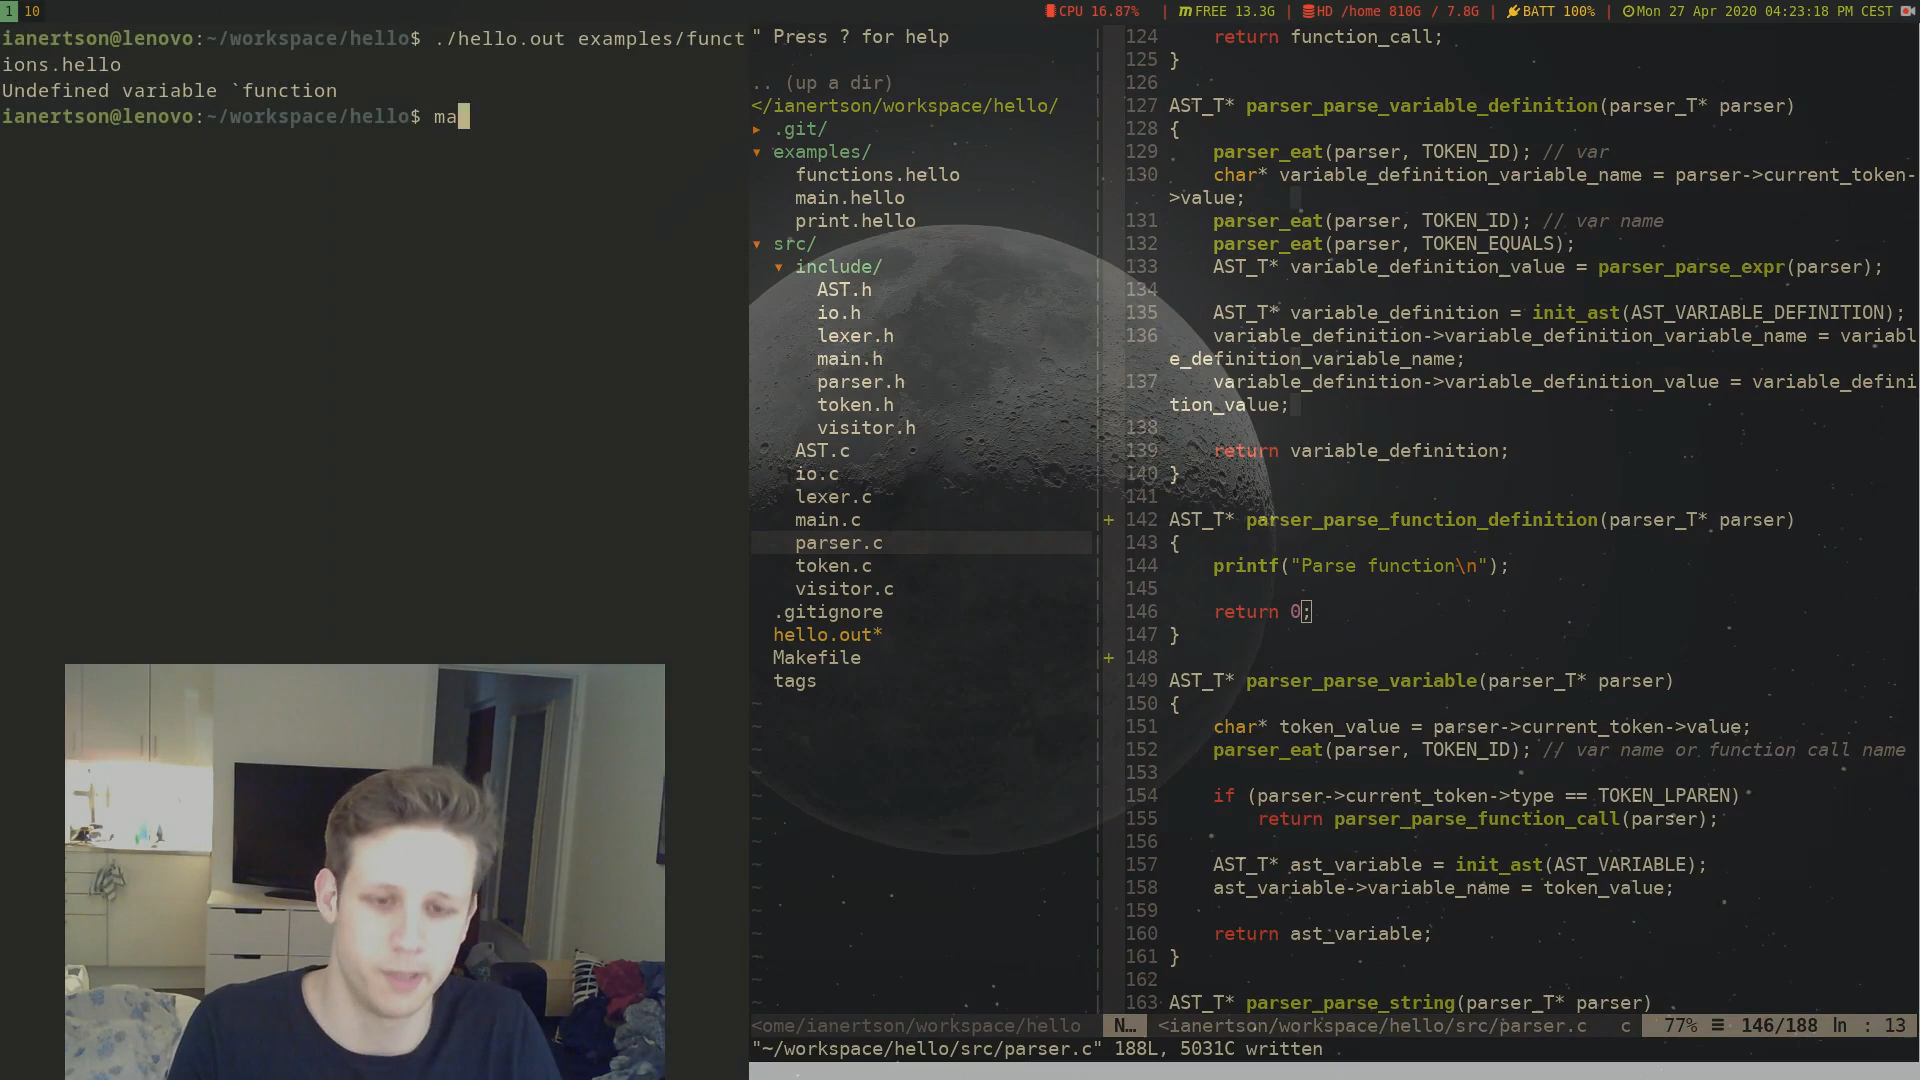 1 10 CPU 16.87% | m FREE 13.3G | HD /home 810G / 7.8G | BATT 100% | Mon 27 Apr 2020 04:23:18 PM CEST
ianertson@lenovo:~/workspace/hello$ ./hello.out examples/funct
ions.hello
Undefined variable `function
ianertson@lenovo:~/workspace/hello$ ma
" Press ? for help
.. (up a dir)
</ianertson/workspace/hello/
▸ .git/
▾ examples/
functions.hello
main.hello
print.hello
▾ src/
▾ include/
AST.h
io.h
lexer.h
main.h
parser.h
token.h
visitor.h
AST.c
io.c
lexer.c
main.c
parser.c
token.c
visitor.c
.gitignore
hello.out*
Makefile
tags
<ome/ianertson/workspace/hello
124     return function_call;
125 }
126
127 AST_T* parser_parse_variable_definition(parser_T* parser)
128 {
129     parser_eat(parser, TOKEN_ID); // var
130     char* variable_definition_variable_name = parser->current_token-
>value;
131     parser_eat(parser, TOKEN_ID); // var name
132     parser_eat(parser, TOKEN_EQUALS);
133     AST_T* variable_definition_value = parser_parse_expr(parser);
134
135     AST_T* variable_definition = init_ast(AST_VARIABLE_DEFINITION);
136     variable_definition->variable_definition_variable_name = variabl
e_definition_variable_name;
137     variable_definition->variable_definition_value = variable_defini
tion_value;
138
139     return variable_definition;
140 }
141
+ 142 AST_T* parser_parse_function_definition(parser_T* parser)
143 {
144     printf("Parse function\n");
145
146     return 0;
147 }
+ 148
149 AST_T* parser_parse_variable(parser_T* parser)
150 {
151     char* token_value = parser->current_token->value;
152     parser_eat(parser, TOKEN_ID); // var name or function call name
153
154     if (parser->current_token->type == TOKEN_LPAREN)
155         return parser_parse_function_call(parser);
156
157     AST_T* ast_variable = init_ast(AST_VARIABLE);
158     ast_variable->variable_name = token_value;
159
160     return ast_variable;
161 }
162
163 AST_T* parser_parse_string(parser_T* parser)
N… <ianertson/workspace/hello/src/parser.c c 77% ☰ 146/188 ln : 13
"~/workspace/hello/src/parser.c" 188L, 5031C written